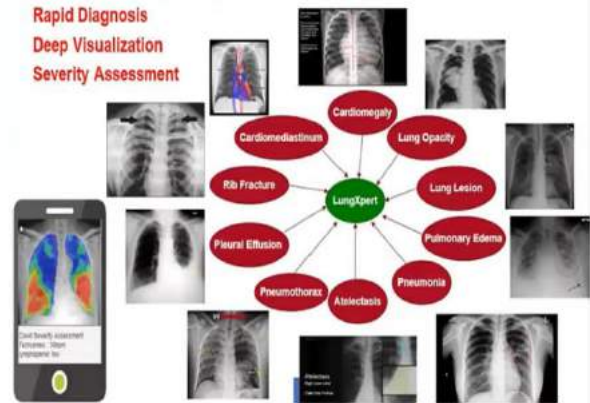 Rapid Diagnosis
Deep Visualization
Severity Assessment
Cardiomegaly
Cardiomediastinum
Lung Opacity
Rib Fracture
LungXpert
Lung Lesion
Pleural Effusion
Pulmonary Edema
Pneumothorax
Atelectasis
Pneumonia
Covid Severity Assessment